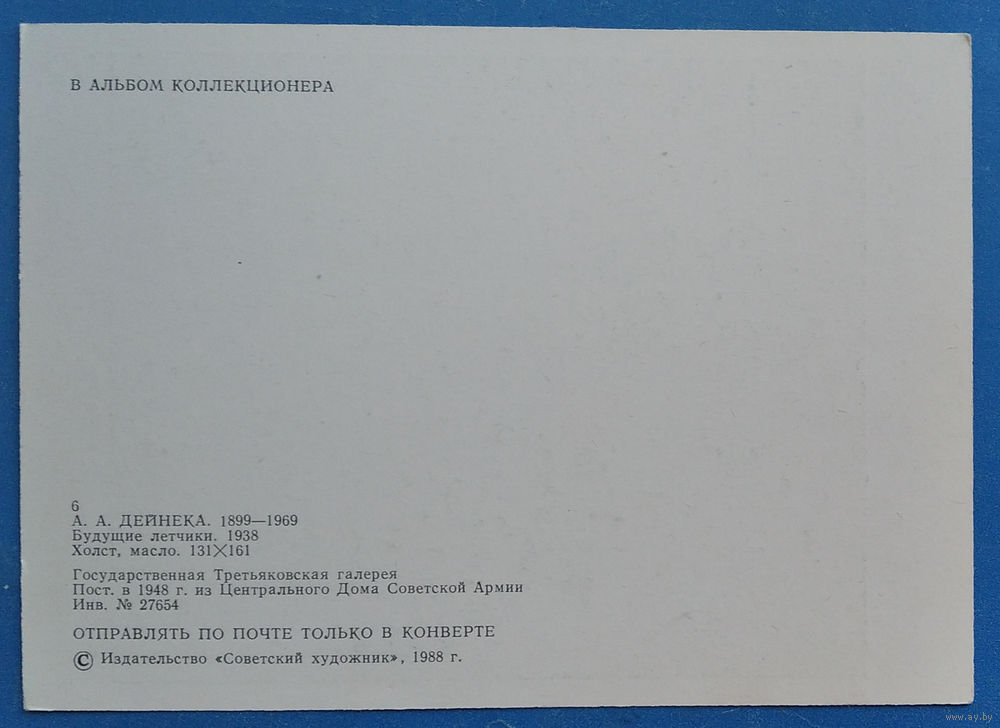 В АЛЬБОМ КОЛЛЕКЦИОНЕРА
6
А. А. ДЕЙНЕКА. 1899—1969
Будущие летчики. 1938
Холст, масло. 131×161
Государственная Третьяковская галерея
Пост. в 1948 г. из Центрального Дома Советской Армии
Инв. № 27654
ОТПРАВЛЯТЬ ПО ПОЧТЕ ТОЛЬКО В КОНВЕРТЕ
© Издательство «Советский художник», 1988 г.
www.ay.by